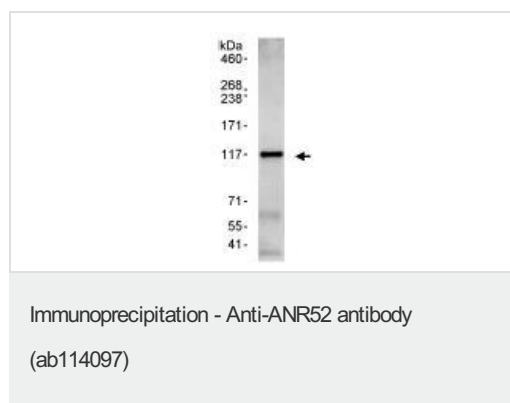 kDa
460-
268
238
171-
117-
71-
55-
41-
Immunoprecipitation - Anti-ANR52 antibody
(ab114097)